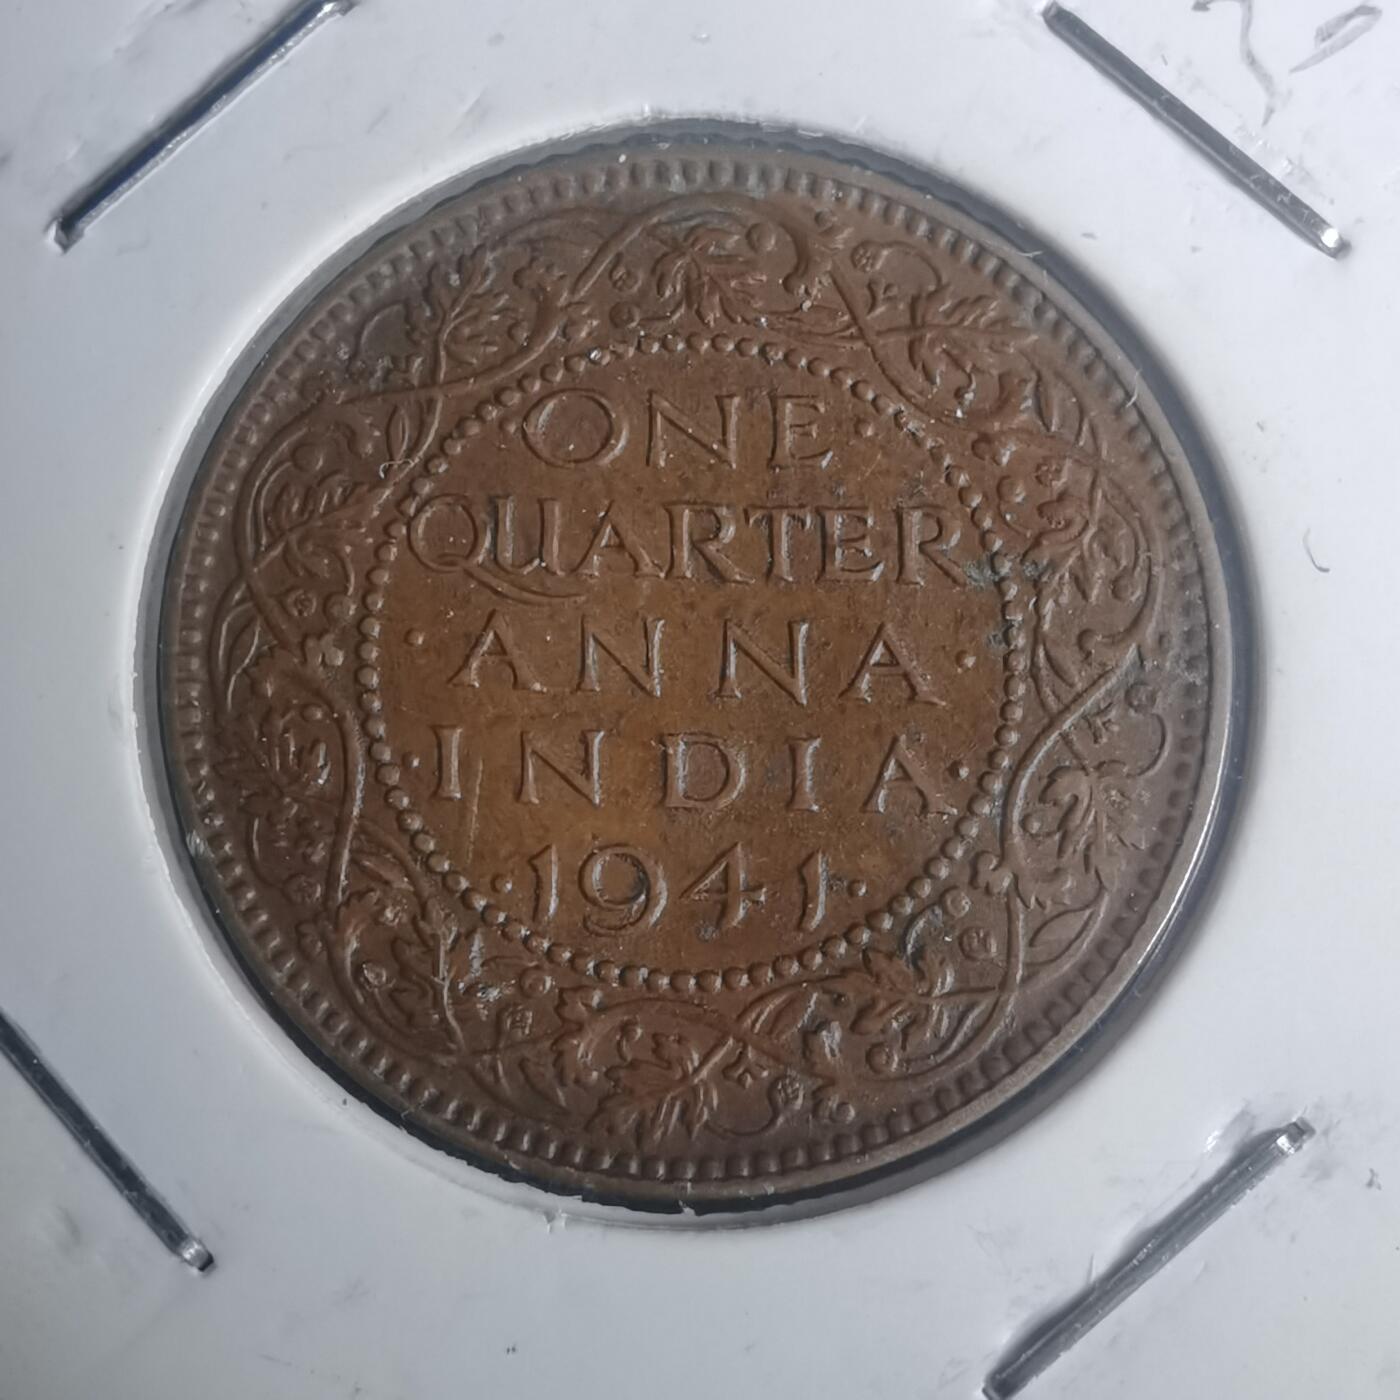 ONE
QUARTER
ANNA
INDIA
1941